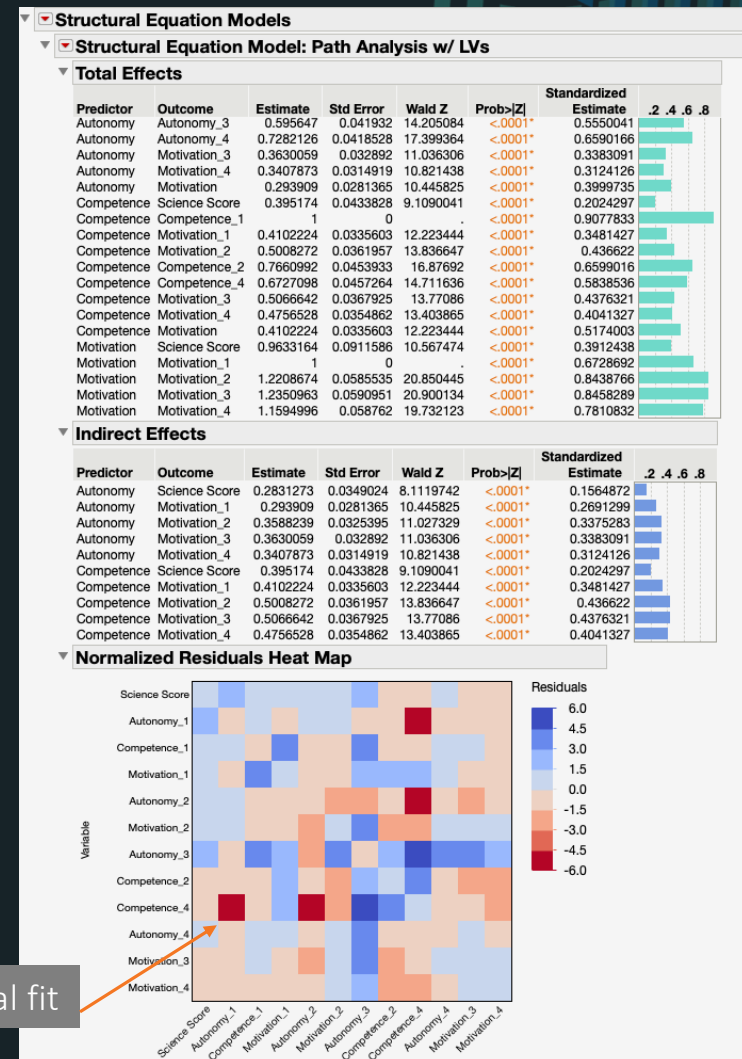 Structural Equation Models
Structural Equation Model: Path Analysis w/ LVs
Total Effects
Predictor Outcome Estimate Std Error Wald Z Prob>|Z| Standardized Estimate .2 .4 .6 .8
Autonomy Autonomy_3 0.595647 0.041932 14.205084 <.0001* 0.5550041
Autonomy Autonomy_4 0.7282126 0.0418528 17.399364 <.0001* 0.6590166
Autonomy Motivation_3 0.3630059 0.032892 11.036306 <.0001* 0.3383091
Autonomy Motivation_4 0.3407873 0.0314919 10.821438 <.0001* 0.3124126
Autonomy Motivation 0.293909 0.0281365 10.445825 <.0001* 0.3999735
Competence Science Score 0.395174 0.0433828 9.1090041 <.0001* 0.2024297
Competence Competence_1 1 0 . <.0001* 0.9077833
Competence Motivation_1 0.4102224 0.0335603 12.223444 <.0001* 0.3481427
Competence Motivation_2 0.5008272 0.0361957 13.836647 <.0001* 0.436622
Competence Competence_2 0.7660992 0.0453933 16.87692 <.0001* 0.6599016
Competence Competence_4 0.6727098 0.0457264 14.711636 <.0001* 0.5838536
Competence Motivation_3 0.5066642 0.0367925 13.77086 <.0001* 0.4376321
Competence Motivation_4 0.4756528 0.0354862 13.403865 <.0001* 0.4041327
Competence Motivation 0.4102224 0.0335603 12.223444 <.0001* 0.5174003
Motivation Science Score 0.9633164 0.0911586 10.567474 <.0001* 0.3912438
Motivation Motivation_1 1 0 . <.0001* 0.6728692
Motivation Motivation_2 1.2208674 0.0585535 20.850445 <.0001* 0.8438766
Motivation Motivation_3 1.2350963 0.0590951 20.900134 <.0001* 0.8458289
Motivation Motivation_4 1.1594996 0.058762 19.732123 <.0001* 0.7810832
Indirect Effects
Predictor Outcome Estimate Std Error Wald Z Prob>|Z| Standardized Estimate .2 .4 .6 .8
Autonomy Science Score 0.2831273 0.0349024 8.1119742 <.0001* 0.1564872
Autonomy Motivation_1 0.293909 0.0281365 10.445825 <.0001* 0.2691299
Autonomy Motivation_2 0.3588239 0.0325395 11.027329 <.0001* 0.3375283
Autonomy Motivation_3 0.3630059 0.032892 11.036306 <.0001* 0.3383091
Autonomy Motivation_4 0.3407873 0.0314919 10.821438 <.0001* 0.3124126
Competence Science Score 0.395174 0.0433828 9.1090041 <.0001* 0.2024297
Competence Motivation_1 0.4102224 0.0335603 12.223444 <.0001* 0.3481427
Competence Motivation_2 0.5008272 0.0361957 13.836647 <.0001* 0.436622
Competence Motivation_3 0.5066642 0.0367925 13.77086 <.0001* 0.4376321
Competence Motivation_4 0.4756528 0.0354862 13.403865 <.0001* 0.4041327
Normalized Residuals Heat Map
Science Score
Autonomy_1
Competence_1
Motivation_1
Autonomy_2
Motivation_2
Autonomy_3
Competence_2
Competence_4
Autonomy_4
Motivation_3
Motivation_4
Variable
Science Score
Autonomy_1
Competence_1
Motivation_1
Autonomy_2
Motivation_2
Autonomy_3
Competence_2
Competence_4
Autonomy_4
Motivation_3
Motivation_4
Residuals
6.0
4.5
3.0
1.5
0.0
-1.5
-3.0
-4.5
-6.0
al fit